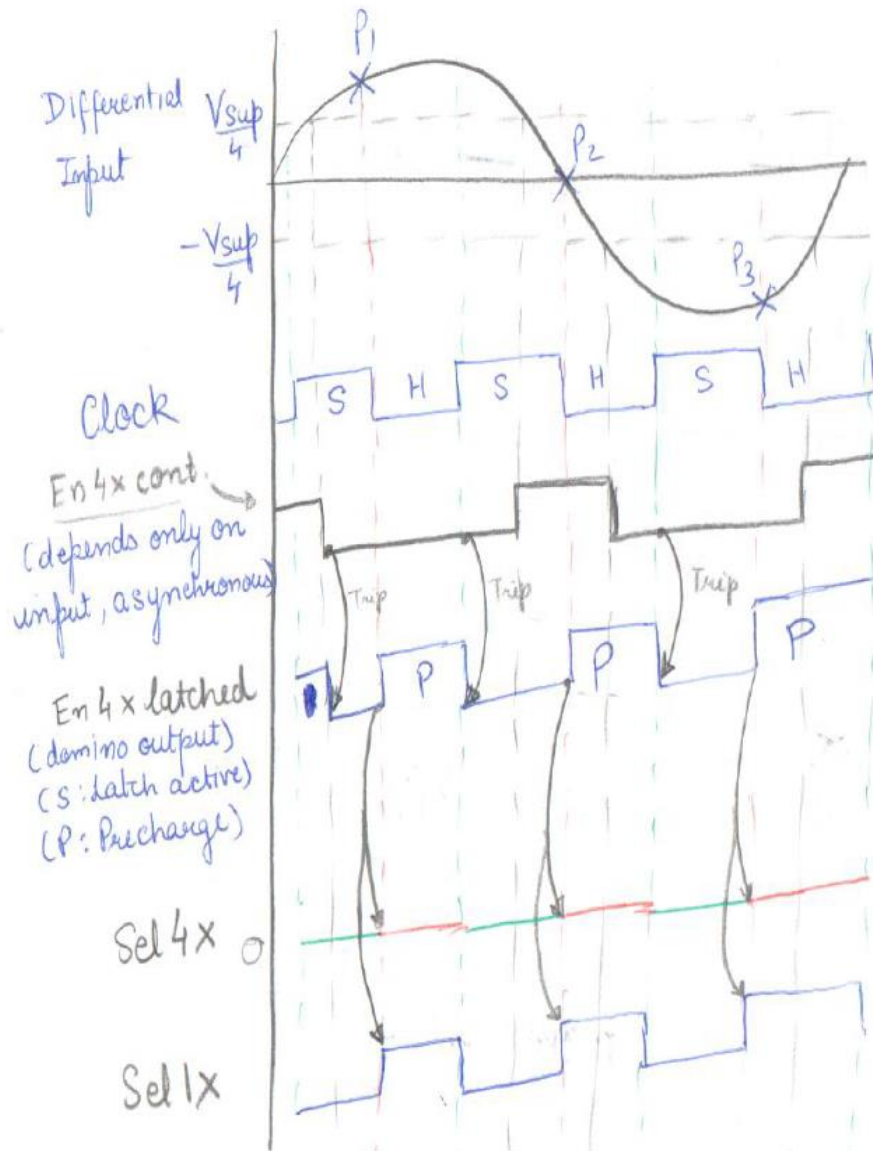 P1
Differential
Input
Vsup
4
P2
-Vsup
4
P3
Clock
S H S H S H
En 4x cont.
(depends only on
input, asynchronous)
Trip Trip Trip
En 4x latched
(domino output)
(S: Latch active)
(P: Precharge)
P P P
Sel 4x 0
Sel 1x